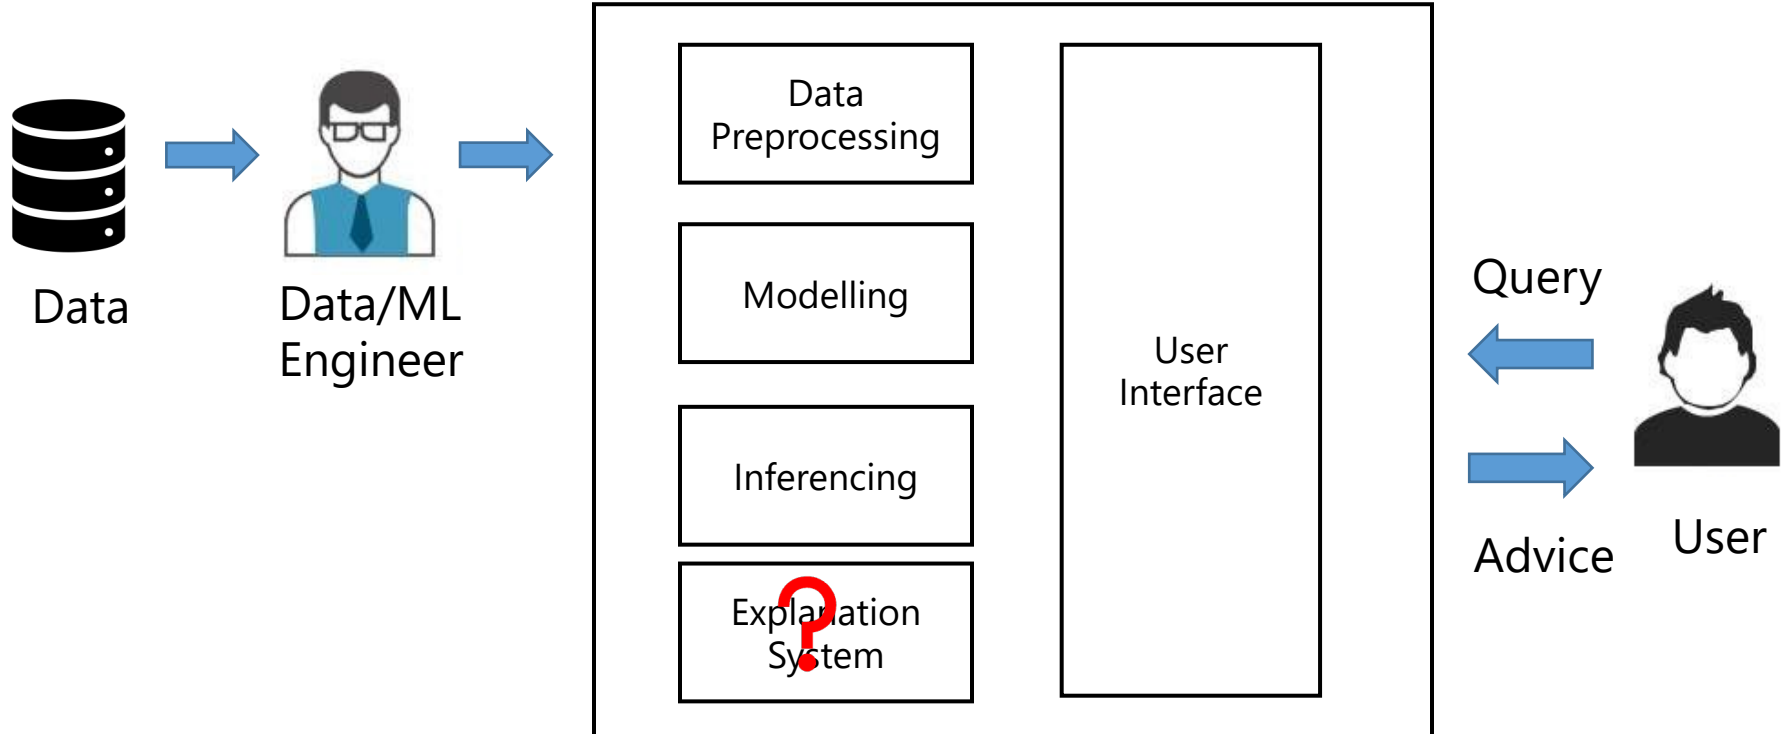 Data
Data/ML
Engineer
Data
Preprocessing
Modelling
Inferencing
Explanation
System
?
User
Interface
Query
Advice
User